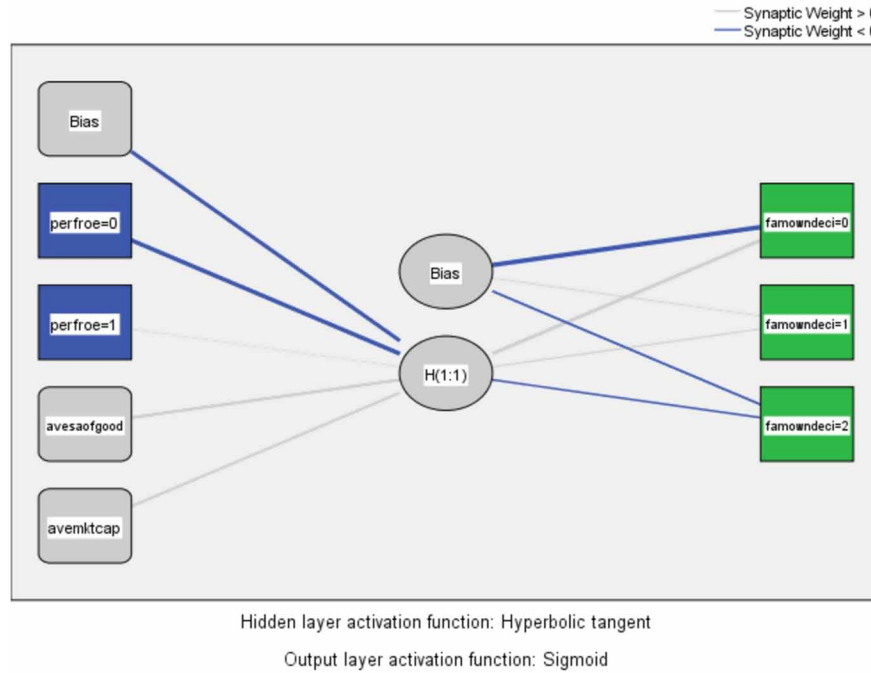 Synaptic Weight >
Synaptic Weight <
Bias
perfroe=0
perfroe=1
avesaofgood
avemktcap
Bias
H(1:1)
famowndeci=0
famowndeci=1
famowndeci=2
Hidden layer activation function: Hyperbolic tangent
Output layer activation function: Sigmoid